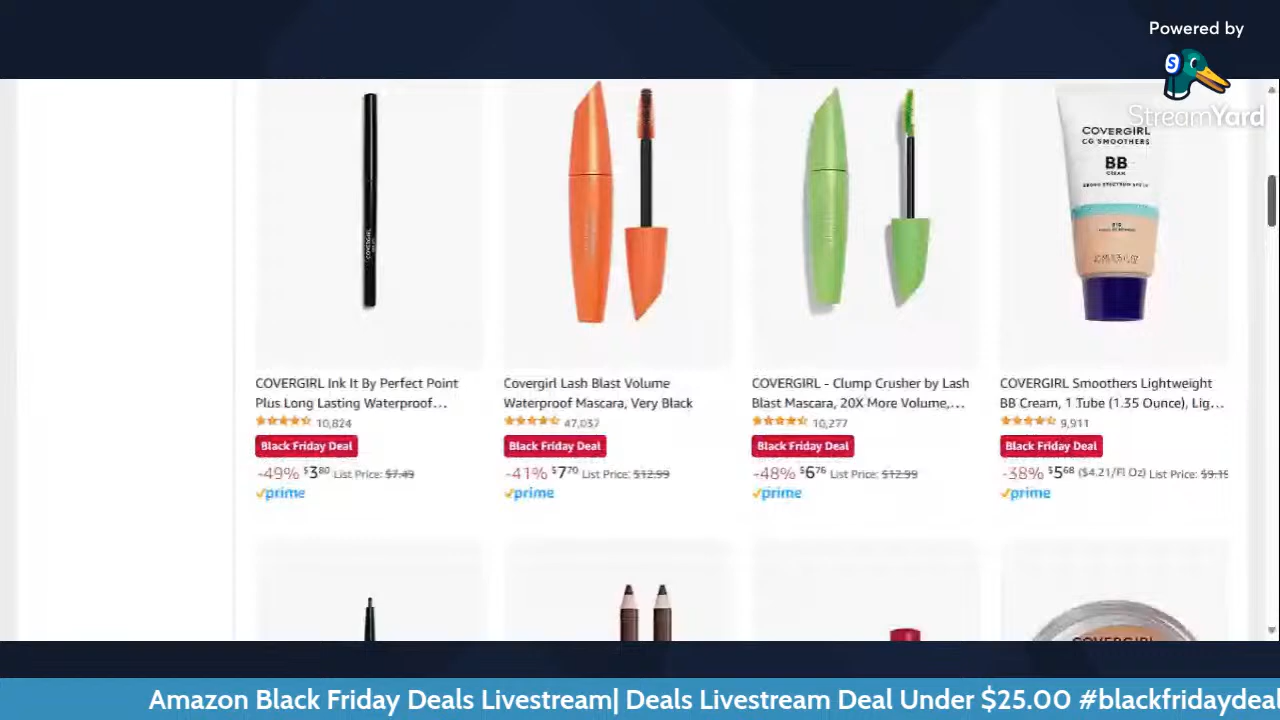 Powered by
S
StreamYard
COVERGIRL
CG SMOOTHERS
BB
CREAM
COVERGIRL
COVERGIRL Ink It By Perfect Point
Plus Long Lasting Waterproof...
10,824
Black Friday Deal
-49% $3.80 List Price: $7.49
prime
Covergirl Lash Blast Volume
Waterproof Mascara, Very Black
47,037
Black Friday Deal
-41% $7.70 List Price: $12.99
prime
COVERGIRL - Clump Crusher by Lash
Blast Mascara, 20X More Volume,...
10,277
Black Friday Deal
-48% $6.76 List Price: $12.99
prime
COVERGIRL Smoothers Lightweight
BB Cream, 1 Tube (1.35 Ounce), Lig...
9,911
Black Friday Deal
-38% $5.68 ($4.21/Fl Oz) List Price: $9.15
prime
COVERGIRL
Amazon Black Friday Deals Livestream| Deals Livestream Deal Under $25.00 #blackfridaydeal